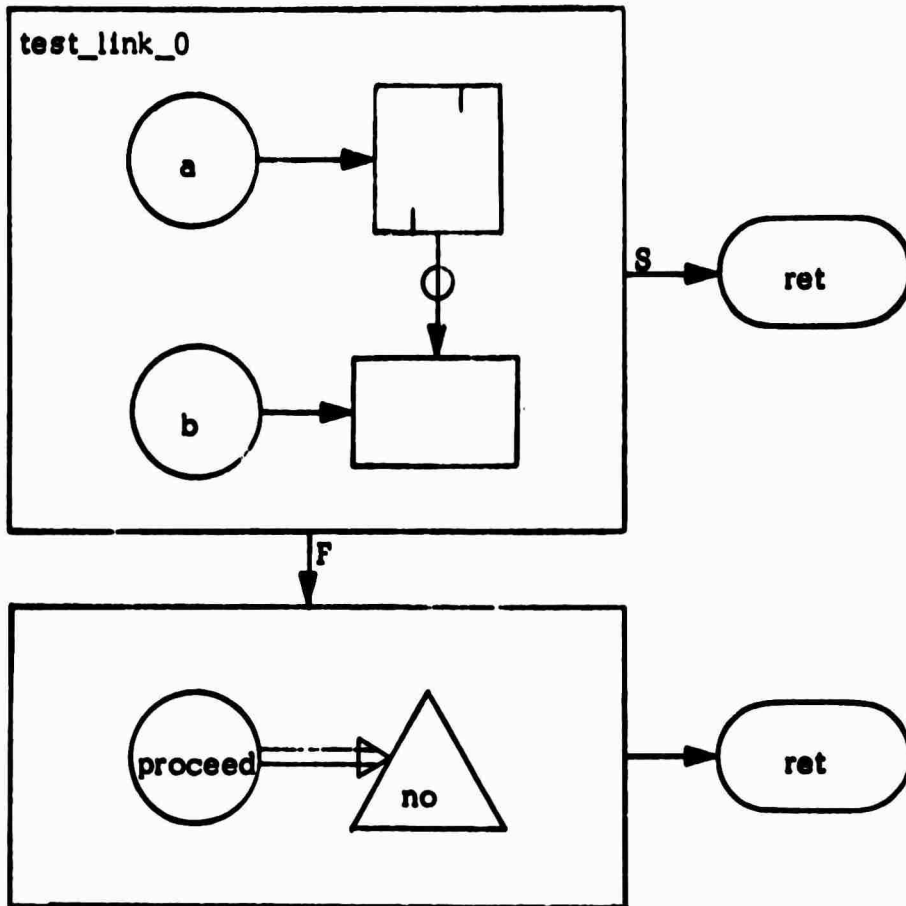 test_link_0
a
S
ret
b
F
proceed
no
ret